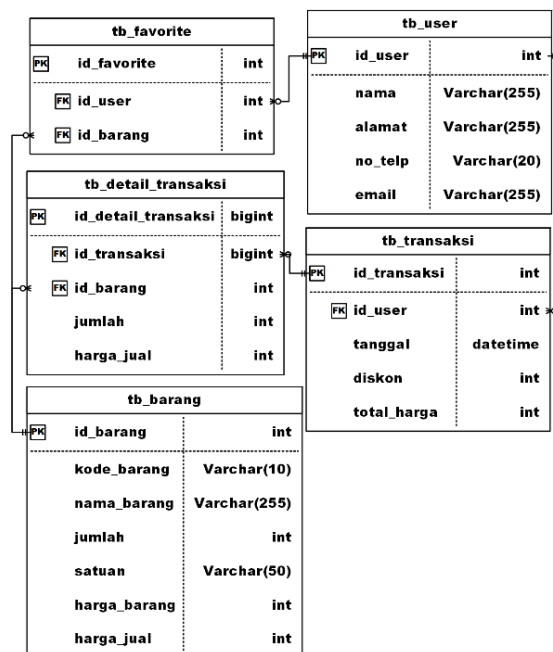 tb_favorite
PK id_favorite int
FK id_user int
FK id_barang int
tb_user
PK id_user int
nama Varchar(255)
alamat Varchar(255)
no_telp Varchar(20)
email Varchar(255)
tb_detail_transaksi
PK id_detail_transaksi bigint
FK id_transaksi bigint
FK id_barang int
jumlah int
harga_jual int
tb_transaksi
PK id_transaksi int
FK id_user int
tanggal datetime
diskon int
total_harga int
tb_barang
PK id_barang int
kode_barang Varchar(10)
nama_barang Varchar(255)
jumlah int
satuan Varchar(50)
harga_barang int
harga_jual int